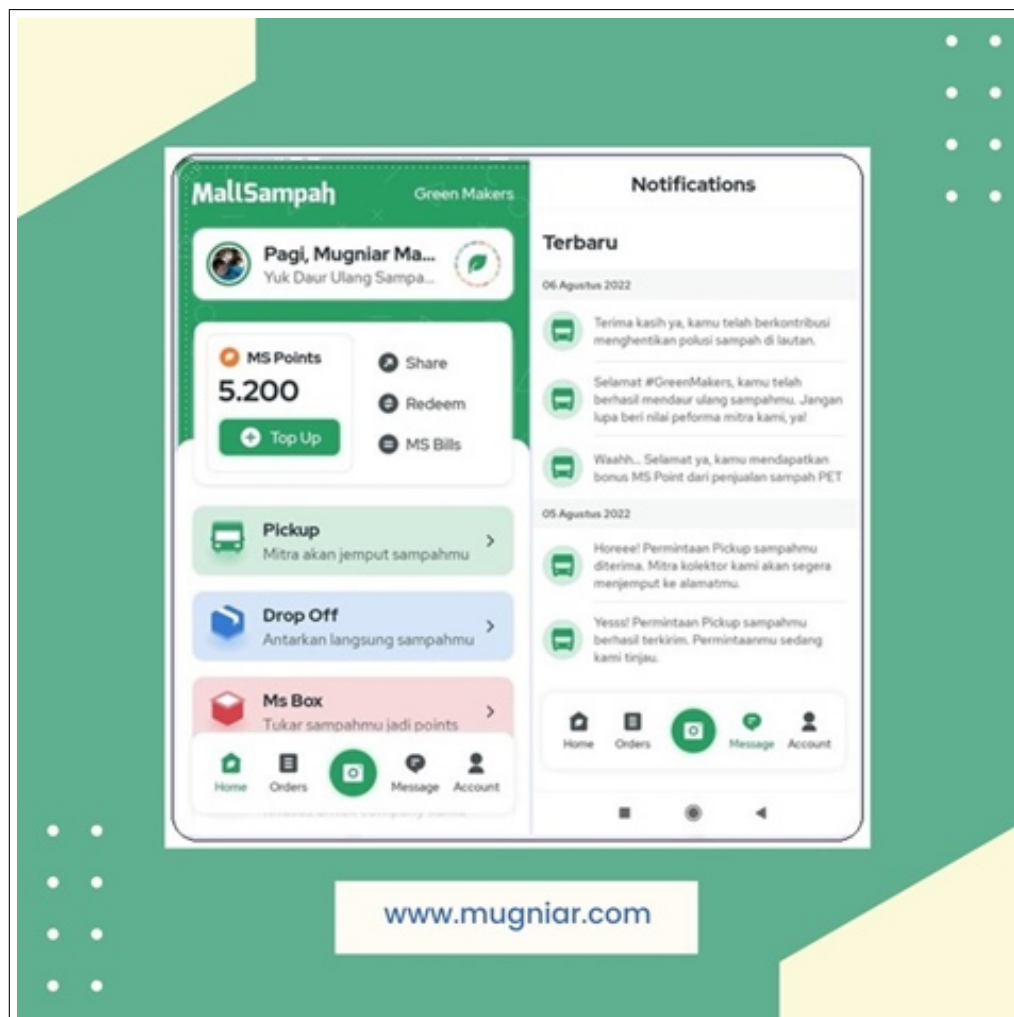 MallSampah
Green Makers
Pagi, Mugniar Ma...
Yuk Daur Ulang Sampa...
MS Points
5.200
Top Up
Share
Redeem
MS Bills
Pickup
Mitra akan jemput sampahmu
Drop Off
Antarkan langsung sampahmu
Ms Box
Tukar sampahmu jadi points
Home
Orders
Message
Account
Notifications
Terbaru
06 Agustus 2022
Terima kasih ya, kamu telah berkontribusi
menghentikan polusi sampah di lautan.
Selamat #GreenMakers, kamu telah
berhasil mendaur ulang sampahmu. Jangan
lupa beri nilai peforma mitra kami, ya!
Waahh... Selamat ya, kamu mendapatkan
bonus MS Point dari penjualan sampah PET
05 Agustus 2022
Horeee! Permintaan Pickup sampahmu
diterima. Mitra kolektor kami akan segera
menjemput ke alamatmu.
Yesss! Permintaan Pickup sampahmu
berhasil terkirim. Permintaanmu sedang
kami tinjau.
Home
Orders
Message
Account
www.mugniar.com